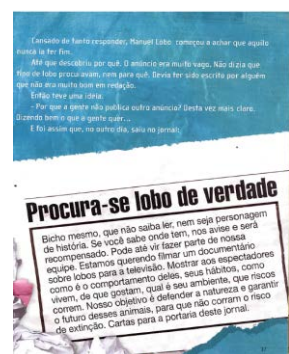 Cansado de tanto responder, Manuel Lobo começou a achar que aquilo
nunca ia ter fim.
Até que descobriu por quê. O anúncio era muito vago. Não dizia que
tipo de lobo procuravam, nem para quê. Devia ter sido escrito por alguém
que não era muito bom em redação.
Então teve uma ideia.
- Por que a gente não publica outro anúncio? Desta vez mais claro.
Dizendo bem o que a gente quer...
E foi assim que, no outro dia, saiu no jornal:
Procura-se lobo de verdade
Bicho mesmo, que não saiba ler, nem seja personagem
de história. Se você sabe onde tem, nos avise e será
recompensado. Pode até vir fazer parte de nossa
equipe. Estamos querendo filmar um documentário
sobre lobos para a televisão. Mostrar aos espectadores
como é o comportamento deles, seus hábitos, como
vivem, de que gostam, qual é seu ambiente, que riscos
correm. Nosso objetivo é defender a natureza e garantir
o futuro desses animais, para que não corram o risco
de extinção. Cartas para a portaria deste jornal.